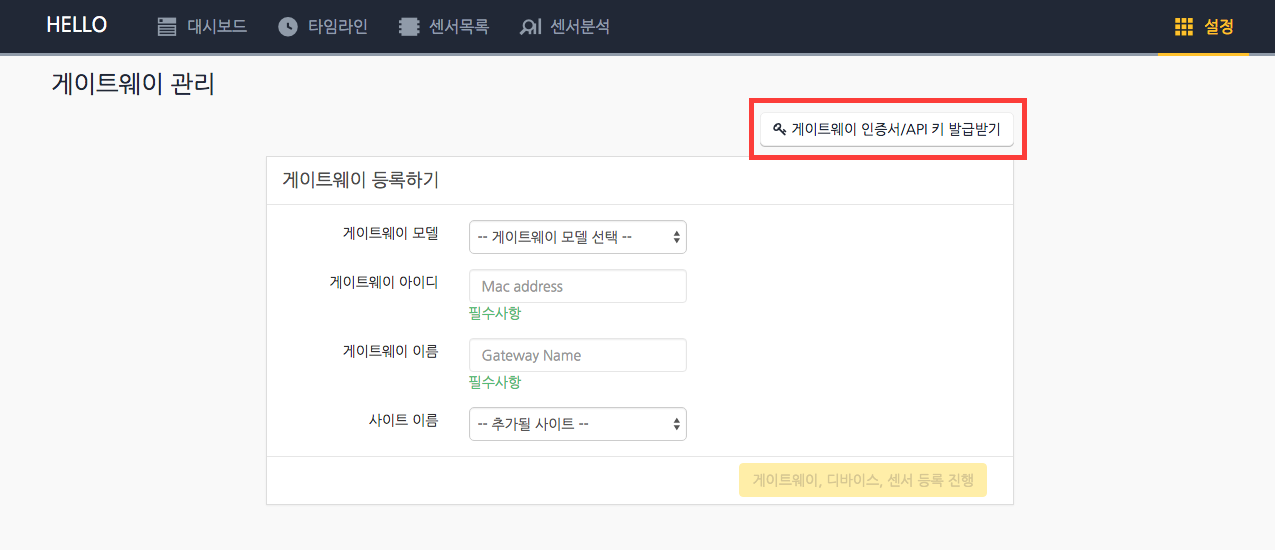 HELLO 대시보드 타임라인 센서목록 센서분석 설정
게이트웨이 관리
게이트웨이 인증서/API 키 발급받기
게이트웨이 등록하기
게이트웨이 모델 -- 게이트웨이 모델 선택 --
게이트웨이 아이디 Mac address
필수사항
게이트웨이 이름 Gateway Name
필수사항
사이트 이름 -- 추가될 사이트 --
게이트웨이, 디바이스, 센서 등록 진행